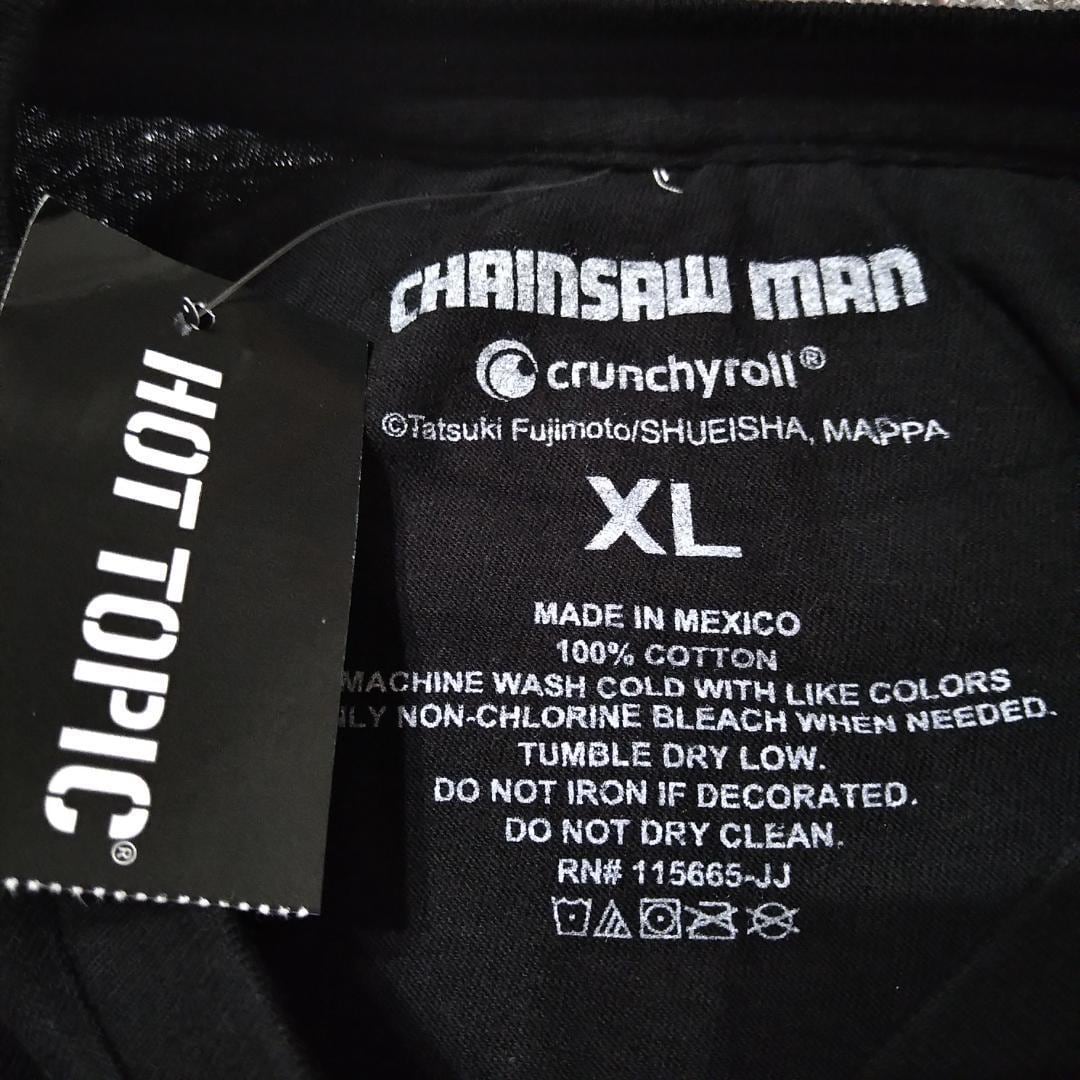 HOT TOPIC®
CHAINSAW MAN
crunchyroll®
©Tatsuki Fujimoto/SHUEISHA, MAPPA
XL
MADE IN MEXICO
100% COTTON
MACHINE WASH COLD WITH LIKE COLORS
NON-CHLORINE BLEACH WHEN NEEDED.
TUMBLE DRY LOW.
DO NOT IRON IF DECORATED.
DO NOT DRY CLEAN.
RN# 115665-JJ